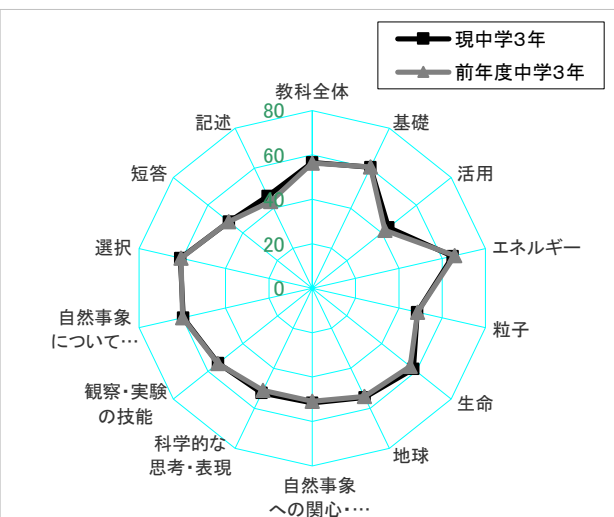 現中学3年
前年度中学3年
教科全体
基礎
活用
エネルギー
粒子
生命
地球
自然事象
への関心・…
科学的な
思考・表現
観察・実験
の技能
自然事象
について…
選択
短答
記述
80
60
40
20
0